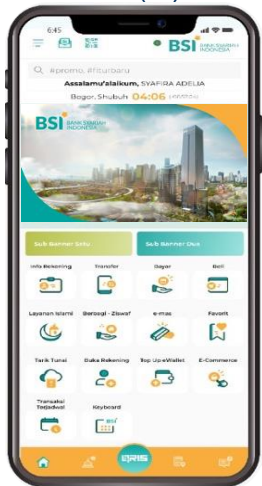 6:45
BSI BANK SYARIAH
INDONESIA
#promo, #fiturbaru
Assalamu'alaikum, SYAFIRA ADELIA
Bogor, Shubuh 04:06
BSI BANK SYARIAH
INDONESIA
Sub Banner Satu Sub Banner Dua
Info Rekening Transfer Bayar Beli
Layanan Islami Berbagi - Ziswaf e-mas Favorit
Tarik Tunai Buka Rekening Top Up eWallet E-Commerce
Transaksi
Terjadwal Keyboard
BSI
QRIS